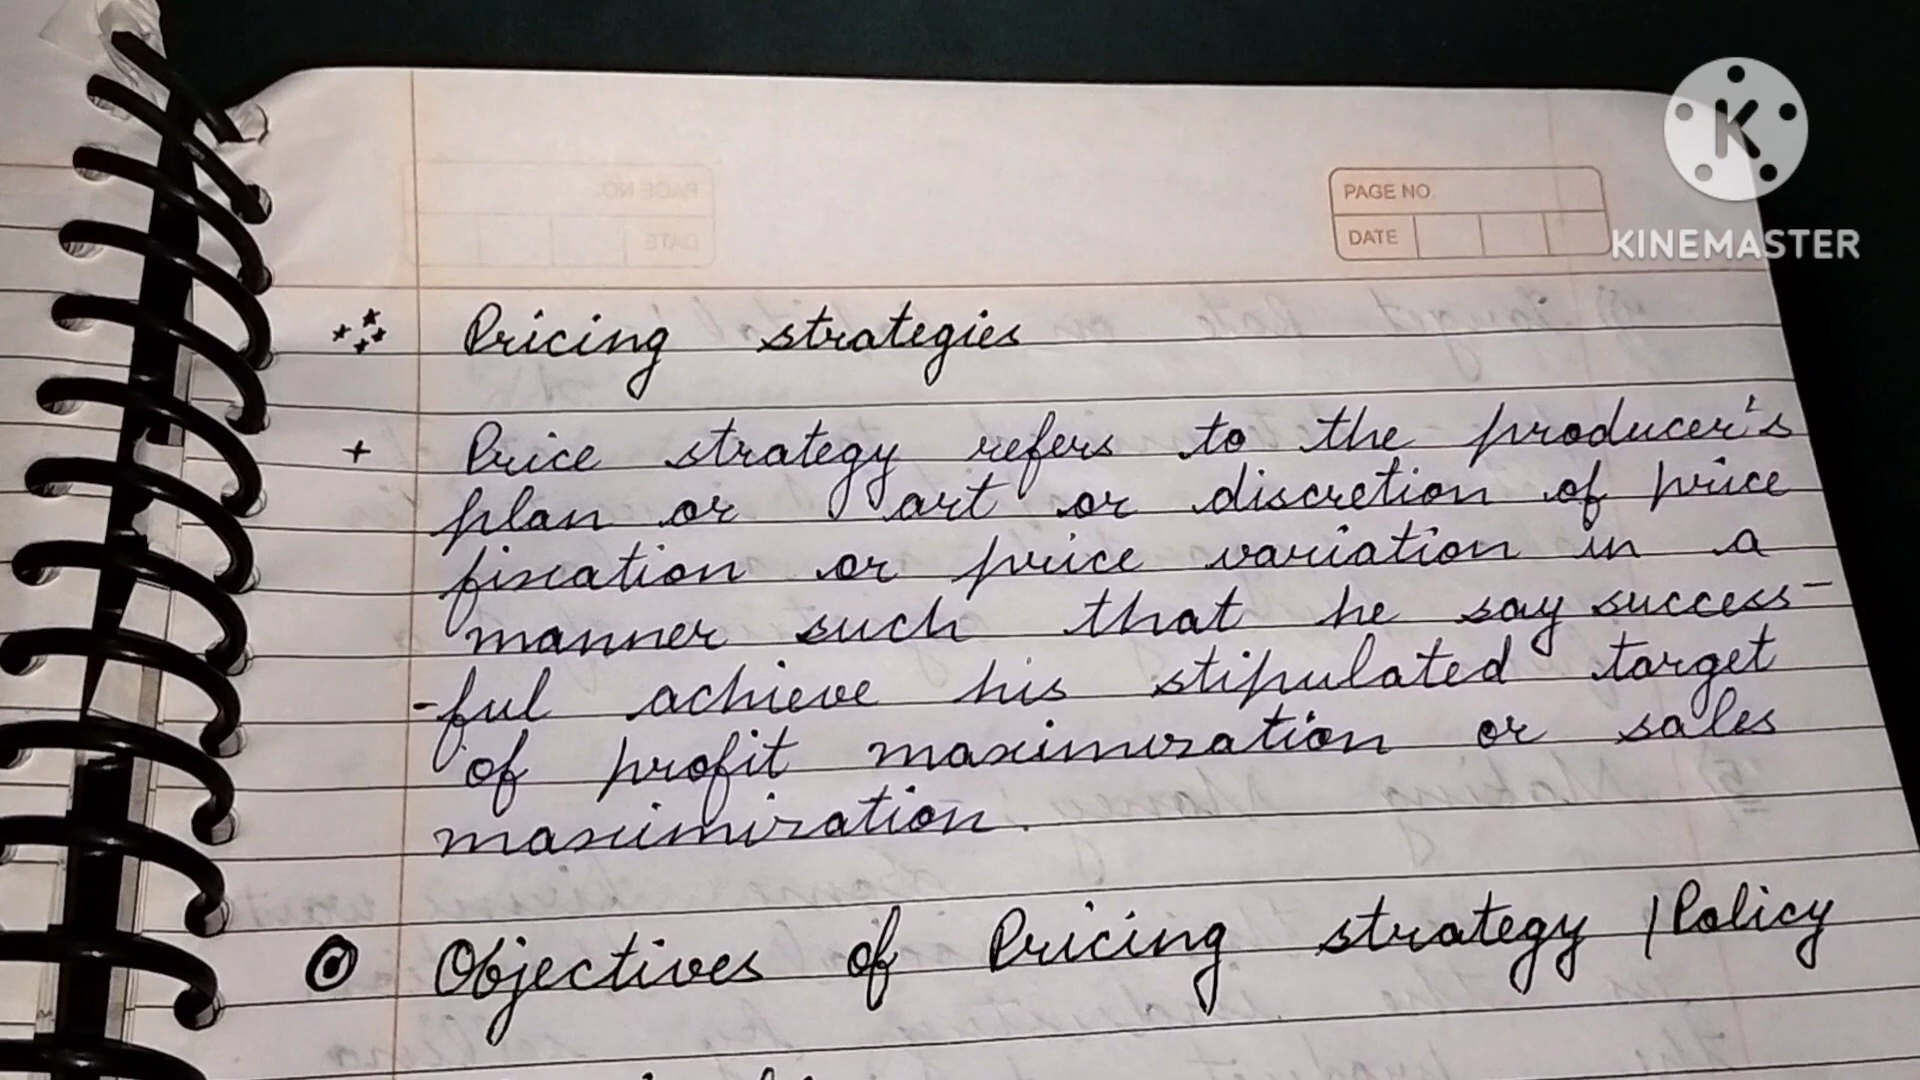 PAGE NO.
DATE
KINEMASTER
Pricing strategies
+ Price strategy refers to the producer's
plan or art or discretion of price
fixation or price variation in a
manner such that he say success-
-ful achieve his stipulated target
of profit maximization or sales
maximization.
Objectives of Pricing strategy / Policy